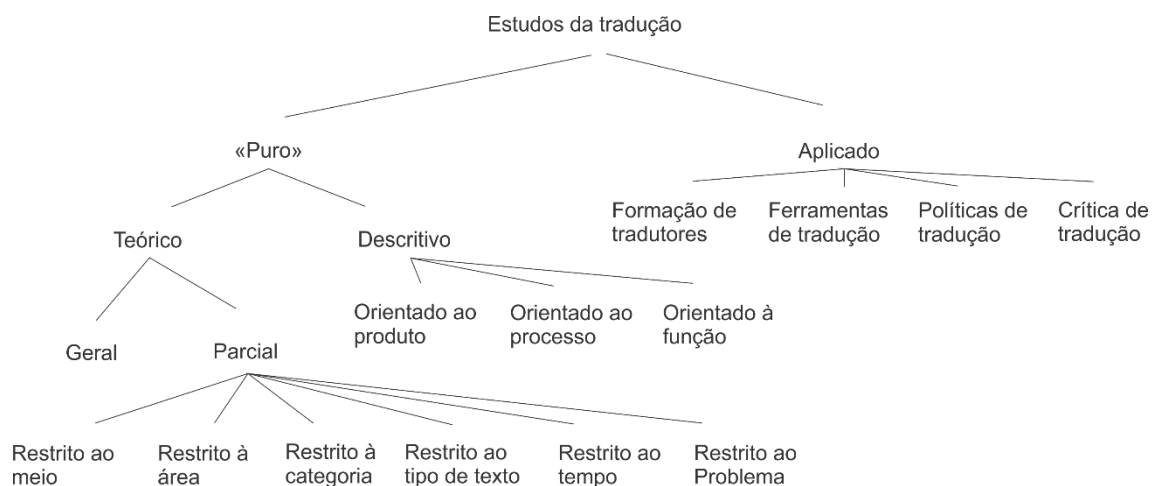 Estudos da tradução
«Puro»
Aplicado
Formação de
tradutores
Ferramentas
de tradução
Políticas de
tradução
Crítica de
tradução
Teórico
Descritivo
Orientado ao
produto
Orientado ao
processo
Orientado à
função
Geral
Parcial
Restrito ao
meio
Restrito à
área
Restrito à
categoria
Restrito ao
tipo de texto
Restrito ao
tempo
Restrito ao
Problema